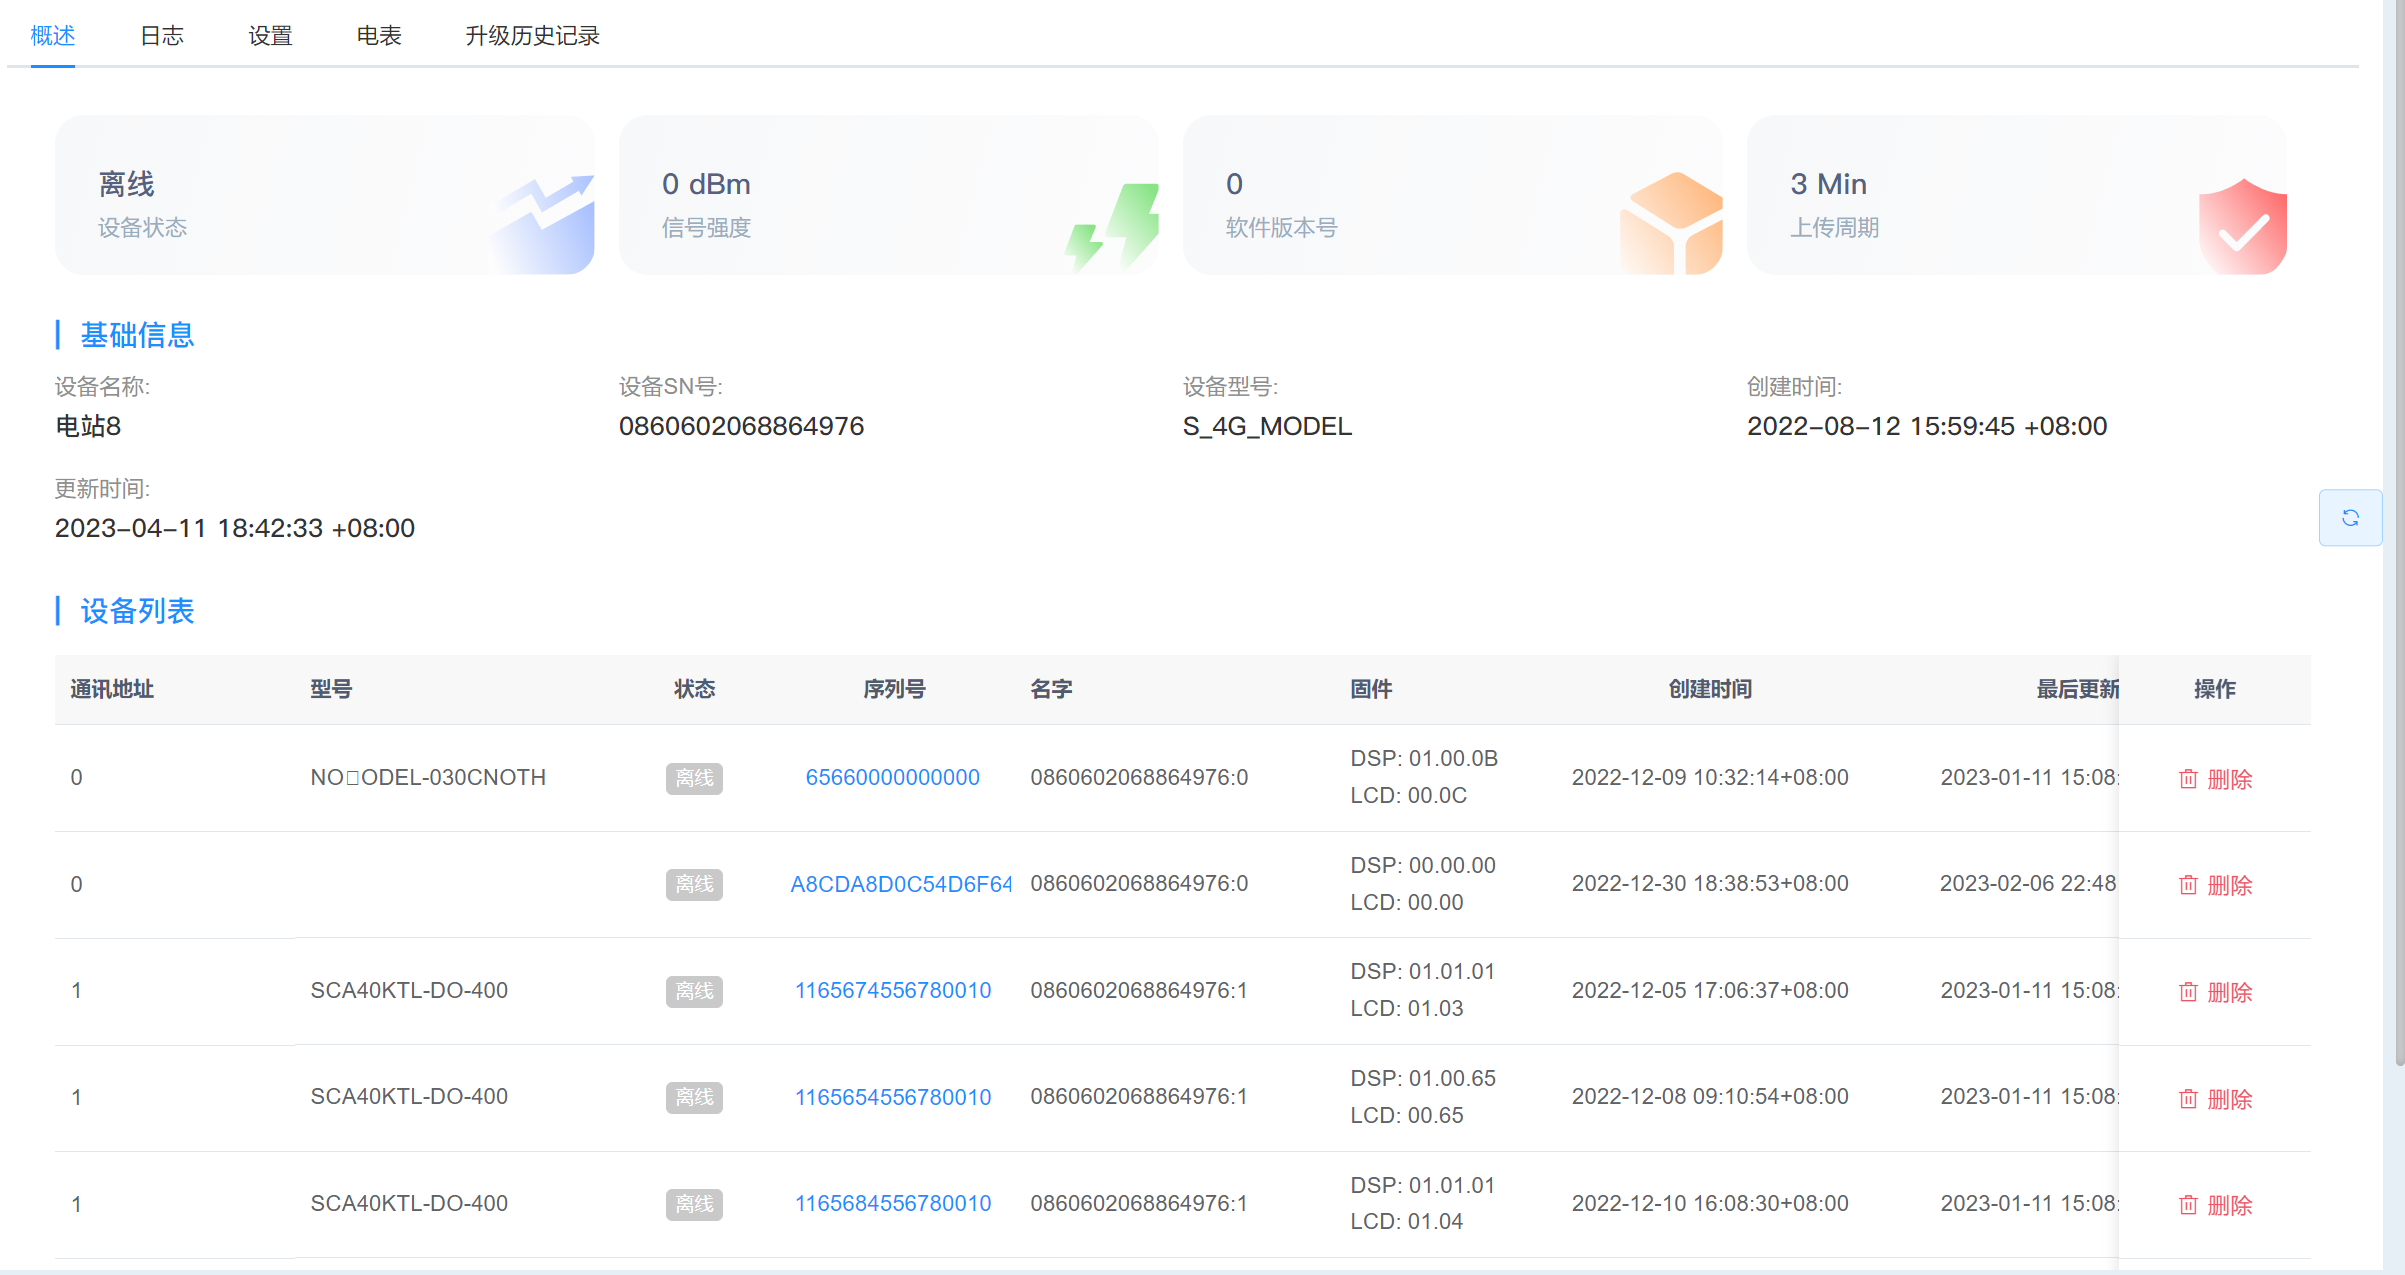 概述 日志 设置 电表 升级历史记录
离线 0 dBm 0 3 Min
设备状态 信号强度 软件版本号 上传周期
基础信息
设备名称: 设备SN号: 设备型号: 创建时间:
电站8 0860602068864976 S_4G_MODEL 2022-08-12 15:59:45 +08:00
更新时间:
2023-04-11 18:42:33 +08:00
设备列表
通讯地址 型号 状态 序列号 名字 固件 创建时间 最后更新 操作
0 NO□ODEL-030CNOTH 离线 65660000000000 0860602068864976:0 DSP: 01.00.0B 2022-12-09 10:32:14+08:00 2023-01-11 15:08: 删除
LCD: 00.0C
0 离线 A8CDA8D0C54D6F64 0860602068864976:0 DSP: 00.00.00 2022-12-30 18:38:53+08:00 2023-02-06 22:48 删除
LCD: 00.00
1 SCA40KTL-DO-400 离线 1165674556780010 0860602068864976:1 DSP: 01.01.01 2022-12-05 17:06:37+08:00 2023-01-11 15:08: 删除
LCD: 01.03
1 SCA40KTL-DO-400 离线 1165654556780010 0860602068864976:1 DSP: 01.00.65 2022-12-08 09:10:54+08:00 2023-01-11 15:08: 删除
LCD: 00.65
1 SCA40KTL-DO-400 离线 1165684556780010 0860602068864976:1 DSP: 01.01.01 2022-12-10 16:08:30+08:00 2023-01-11 15:08: 删除
LCD: 01.04